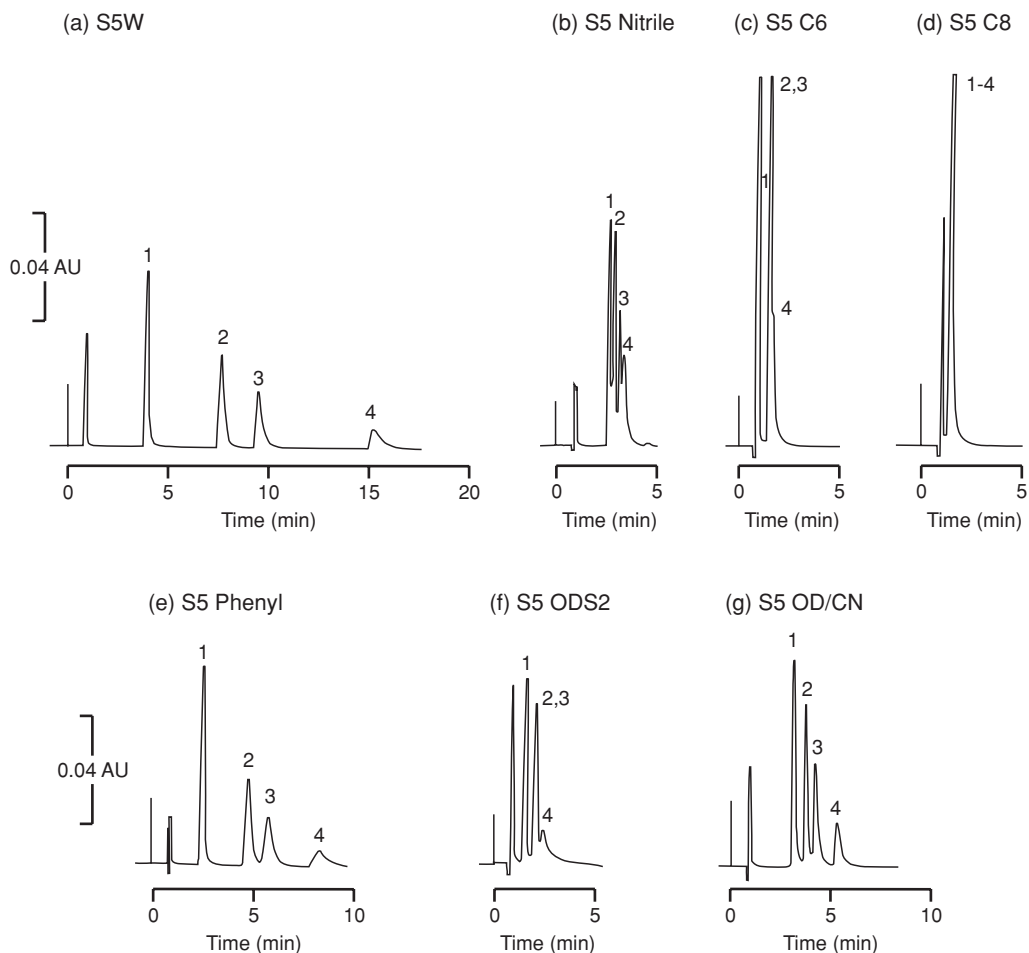 (a) S5W
(b) S5 Nitrile
(c) S5 C6
(d) S5 C8
0.04 AU
1
2
3
4
0 5 10 15 20
Time (min)
1
2
3
4
0 5
Time (min)
2,3
1
4
0 5
Time (min)
1-4
0 5
Time (min)
(e) S5 Phenyl
(f) S5 ODS2
(g) S5 OD/CN
0.04 AU
1
2
3
4
0 5 10
Time (min)
1
2,3
4
0 5
Time (min)
1
2
3
4
0 5 10
Time (min)